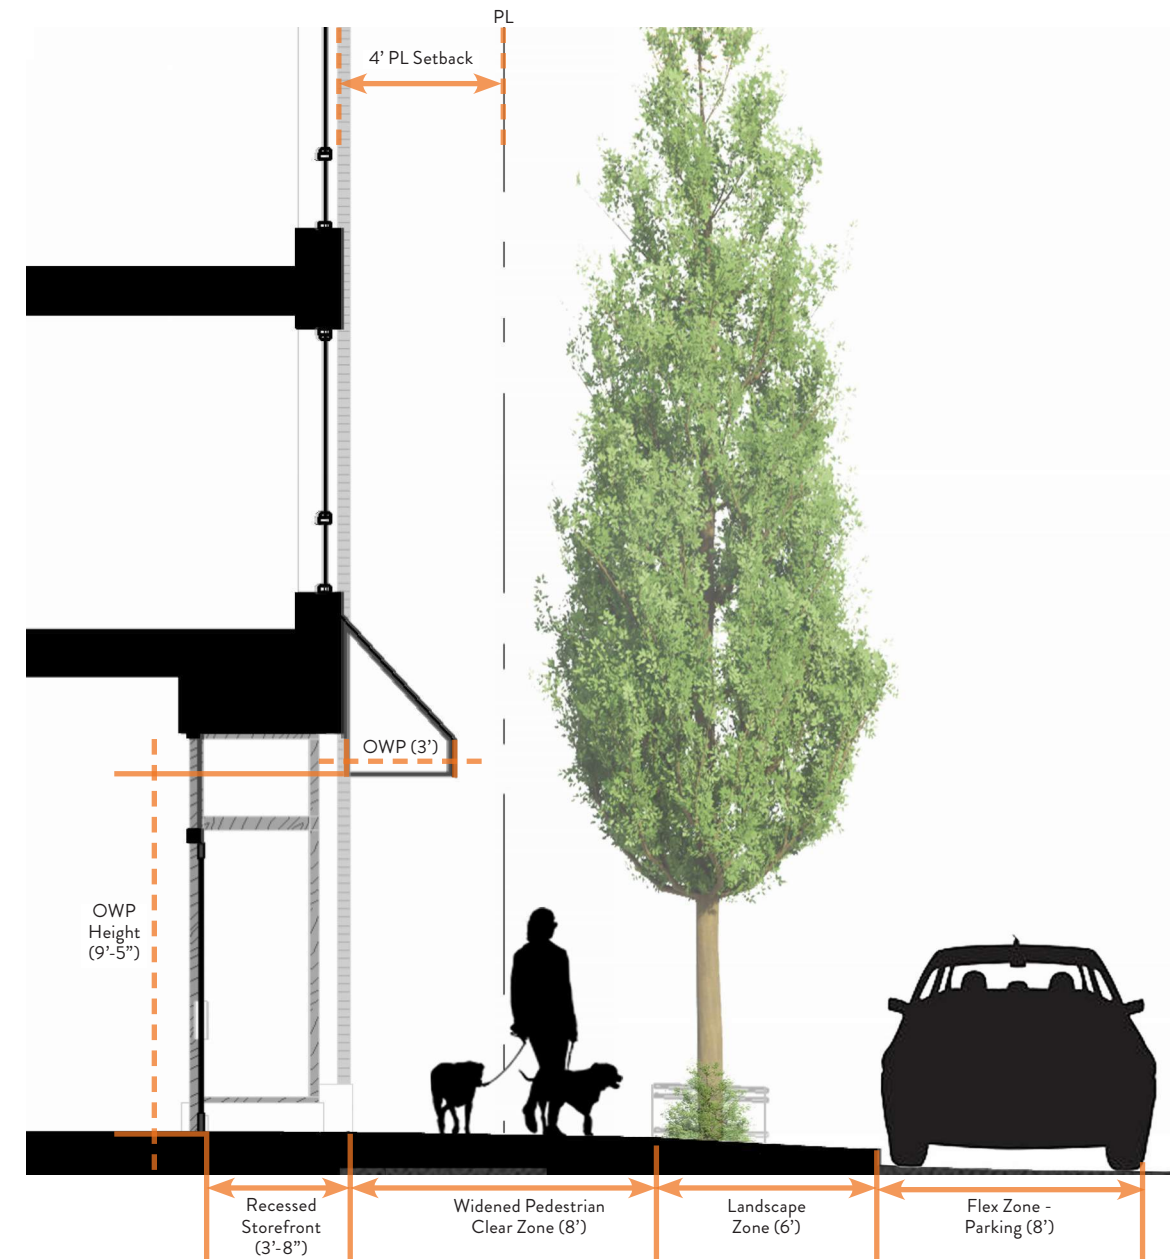 PL
4’ PL Setback
OWP (3’)
OWP
Height
(9’-5”)
Recessed
Storefront
(3’-8”)
Widened Pedestrian
Clear Zone (8’)
Landscape
Zone (6’)
Flex Zone -
Parking (8’)